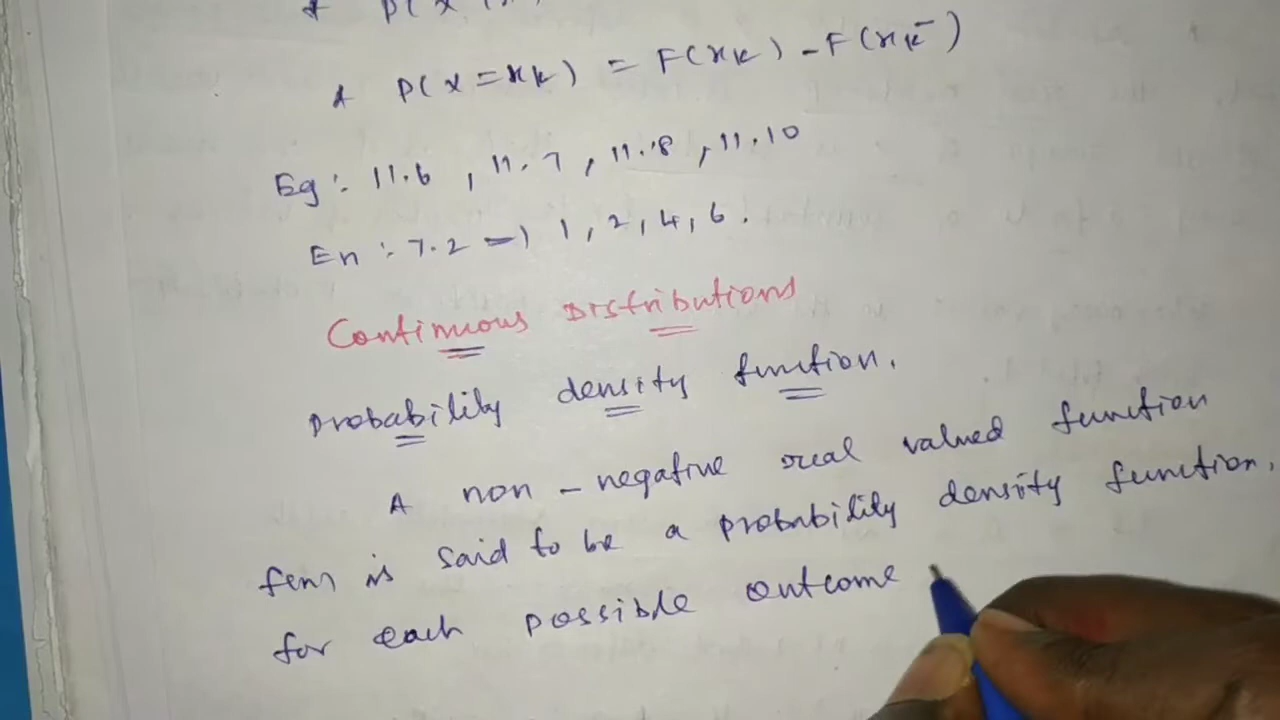 P(x
* P(x = xk) = F(xk) - F(xk⁻)
Eg : 11.6 , 11.7 , 11.8 , 11.10
En : 7.2 → 1 , 2 , 4 , 6 .
Continuous Distributions
Probability density function.
A non - negative real valued function
f(x) is said to be a probability density function,
for each possible outcome